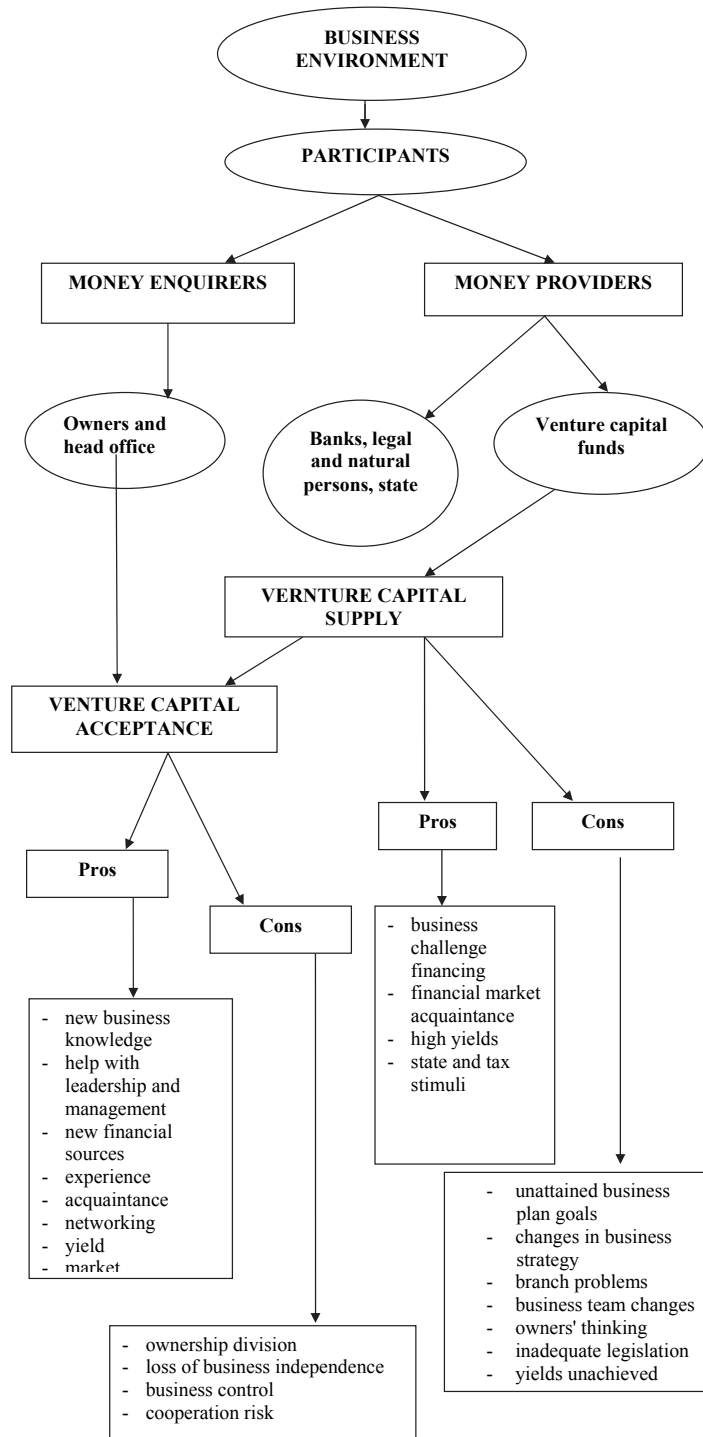 BUSINESS
ENVIRONMENT
PARTICIPANTS
MONEY ENQUIRERS
MONEY PROVIDERS
Owners and
head office
Banks, legal
and natural
persons, state
Venture capital
funds
VERNTURE CAPITAL
SUPPLY
VENTURE CAPITAL
ACCEPTANCE
Pros
Cons
Pros
Cons
- business
challenge
financing
- financial market
acquaintance
- high yields
- state and tax
stimuli
- new business
knowledge
- help with
leadership and
management
- new financial
sources
- experience
- acquaintance
- networking
- yield
- market
- unattained business
plan goals
- changes in business
strategy
- branch problems
- business team changes
- owners' thinking
- inadequate legislation
- yields unachieved
- ownership division
- loss of business independence
- business control
- cooperation risk